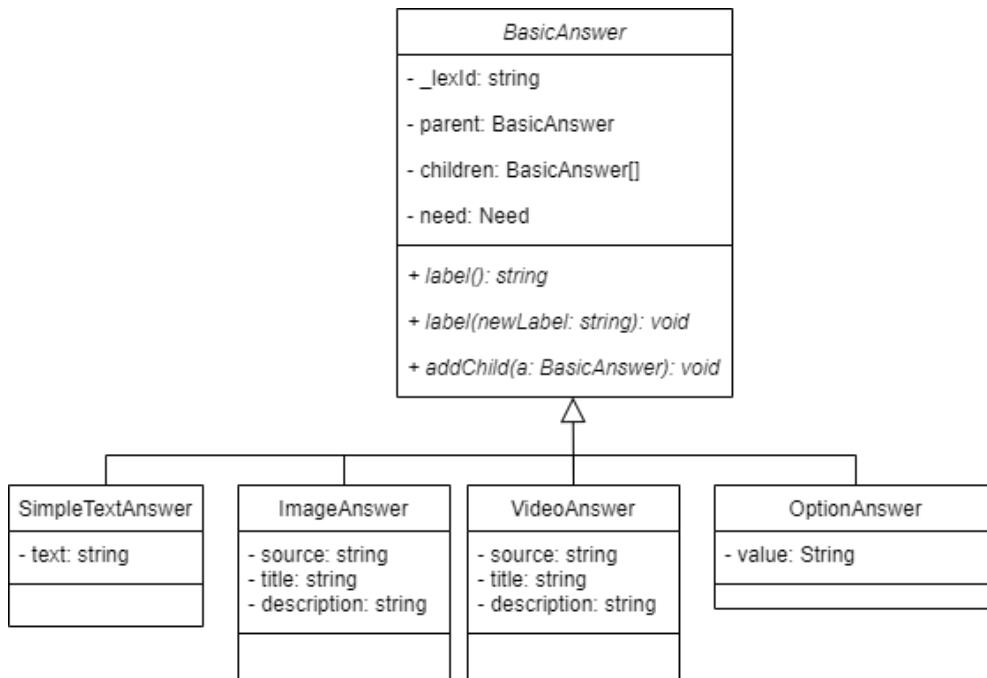 BasicAnswer
- _lexId: string
- parent: BasicAnswer
- children: BasicAnswer[]
- need: Need
+ label(): string
+ label(newLabel: string): void
+ addChild(a: BasicAnswer): void
SimpleTextAnswer
- text: string
ImageAnswer
- source: string
- title: string
- description: string
VideoAnswer
- source: string
- title: string
- description: string
OptionAnswer
- value: String